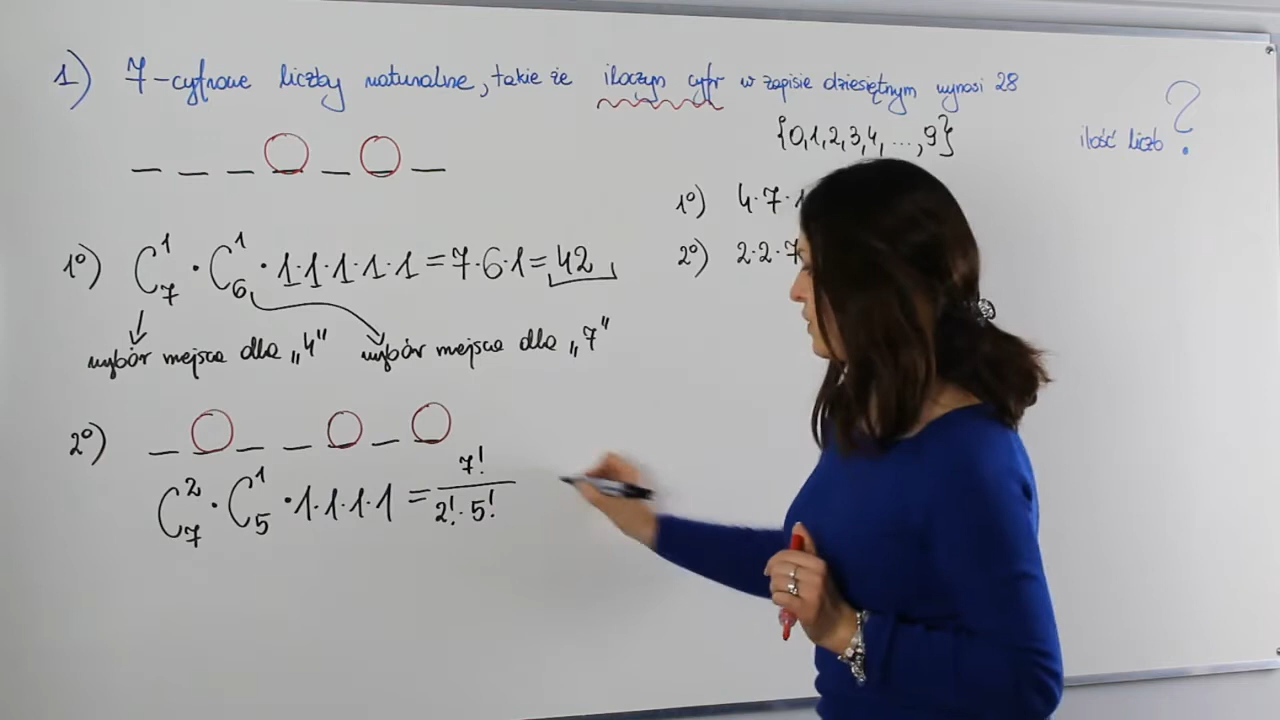 1) 7-cyfrowe liczby naturalne, takie że iloczyn cyfr w zapisie dziesiętnym wynosi 28
{0,1,2,3,4,...,9}
ilość liczb ?
1°) 4·7·1
2°) 2·2·7
1°) C₇¹ · C₆¹ · 1·1·1·1·1 = 7·6·1 = 42
wybór miejsca dla „4” wybór miejsca dla „7”
2°)
C₇² · C₅¹ · 1·1·1·1 = 7! / 2!·5!